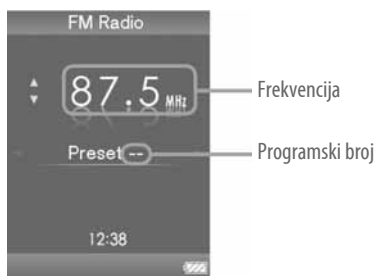 FM Radio
87.5 MHz
Frekvencija
Preset --
Programski broj
12:38